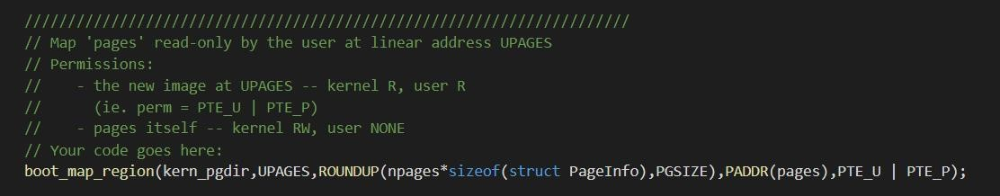 //////////////////////////////////////////////////////////////////////
// Map 'pages' read-only by the user at linear address UPAGES
// Permissions:
//    - the new image at UPAGES -- kernel R, user R
//      (ie. perm = PTE_U | PTE_P)
//    - pages itself -- kernel RW, user NONE
// Your code goes here:
boot_map_region(kern_pgdir,UPAGES,ROUNDUP(npages*sizeof(struct PageInfo),PGSIZE),PADDR(pages),PTE_U | PTE_P);